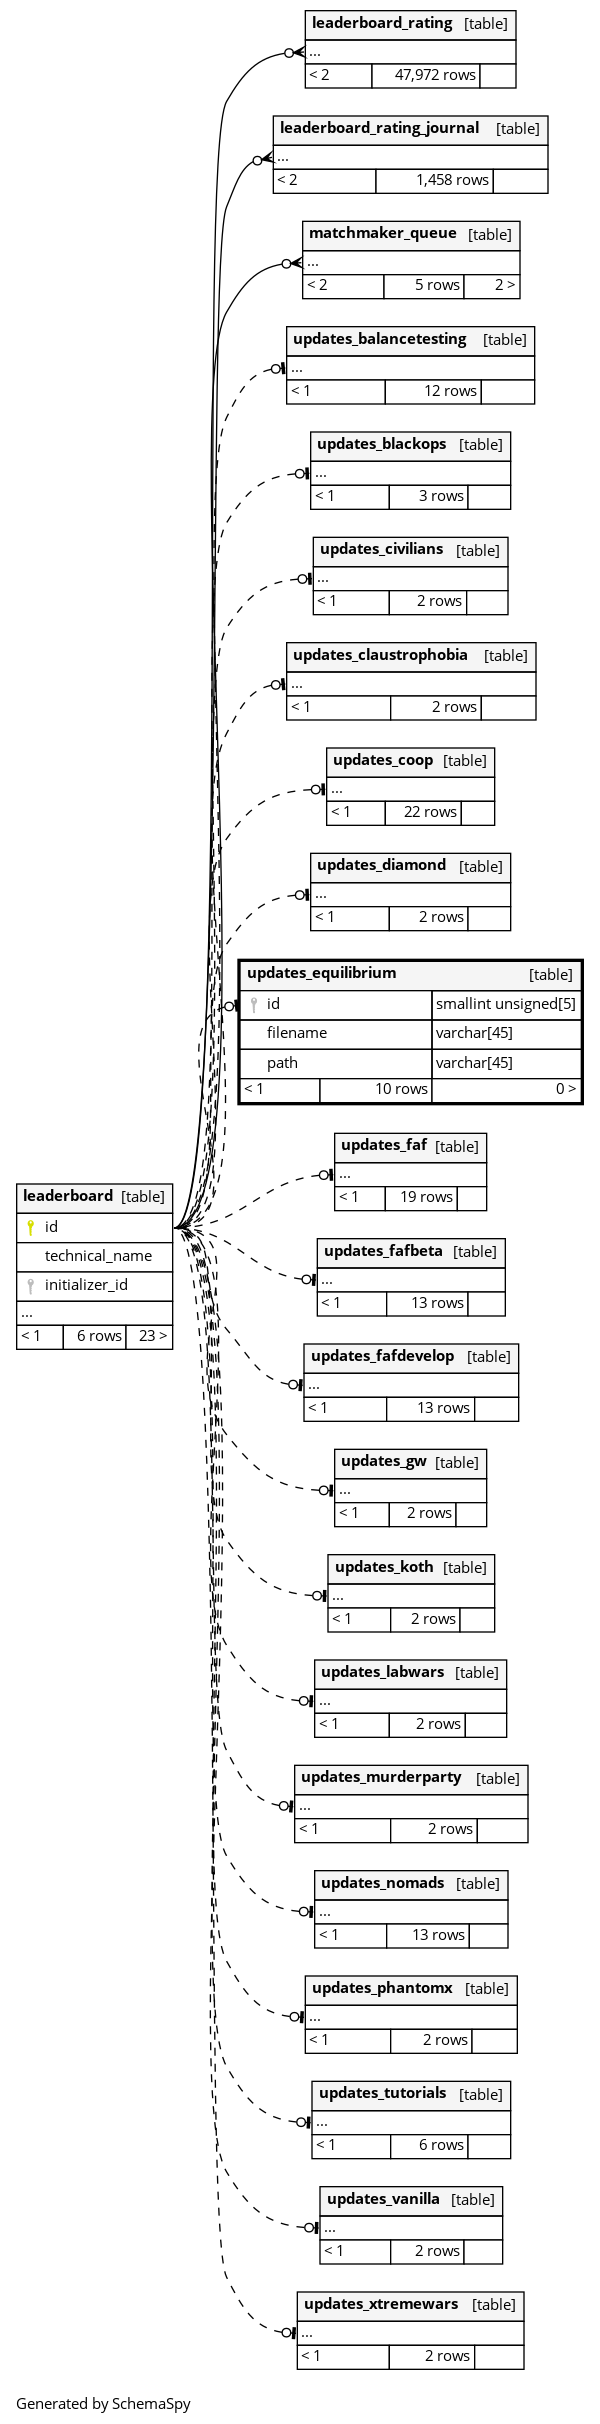 leaderboard_rating [table]
...
< 2 47,972 rows
leaderboard_rating_journal [table]
...
< 2 1,458 rows
matchmaker_queue [table]
...
< 2 5 rows 2 >
updates_balancetesting [table]
...
< 1 12 rows
updates_blackops [table]
...
< 1 3 rows
updates_civilians [table]
...
< 1 2 rows
updates_claustrophobia [table]
...
< 1 2 rows
updates_coop [table]
...
< 1 22 rows
updates_diamond [table]
...
< 1 2 rows
updates_equilibrium [table]
id smallint unsigned[5]
filename varchar[45]
path varchar[45]
< 1 10 rows 0 >
updates_faf [table]
...
< 1 19 rows
leaderboard [table]
id
technical_name
initializer_id
...
< 1 6 rows 23 >
updates_fafbeta [table]
...
< 1 13 rows
updates_fafdevelop [table]
...
< 1 13 rows
updates_gw [table]
...
< 1 2 rows
updates_koth [table]
...
< 1 2 rows
updates_labwars [table]
...
< 1 2 rows
updates_murderparty [table]
...
< 1 2 rows
updates_nomads [table]
...
< 1 13 rows
updates_phantomx [table]
...
< 1 2 rows
updates_tutorials [table]
...
< 1 6 rows
updates_vanilla [table]
...
< 1 2 rows
updates_xtremewars [table]
...
< 1 2 rows
Generated by SchemaSpy